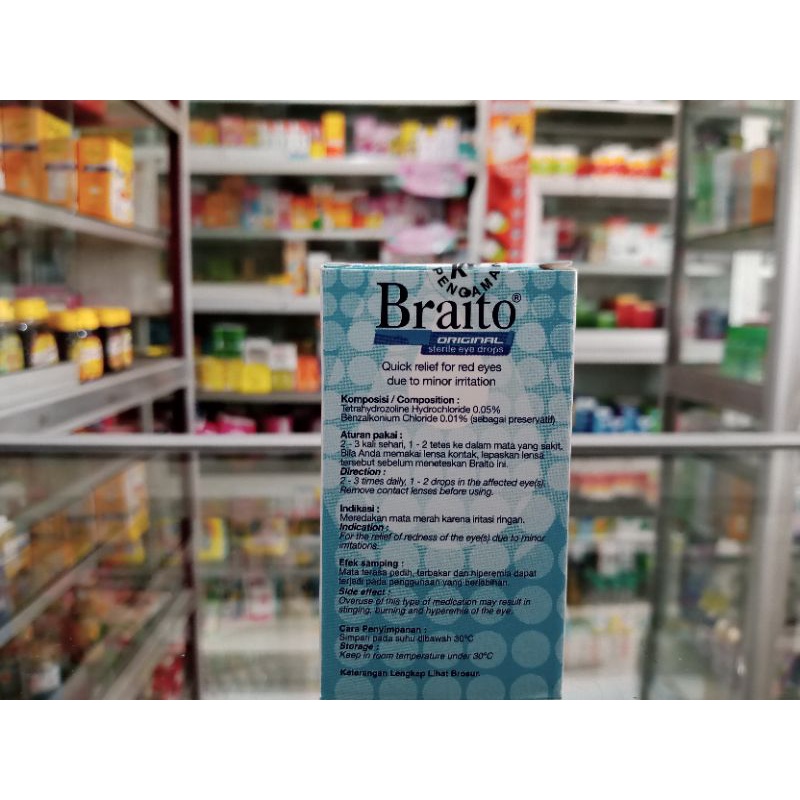 K
PENGAMAN
Braito®
ORIGINAL
sterile eye drops
Quick relief for red eyes
due to minor irritation
Komposisi / Composition :
Tetrahydrozoline Hydrochloride 0.05%
Benzalkonium Chloride 0.01% (sebagai preservatif)
Aturan pakai :
2 - 3 kali sehari, 1 - 2 tetes ke dalam mata yang sakit.
Bila Anda memakai lensa kontak, lepaskan lensa
tersebut sebelum meneteskan Braito ini.
Direction :
2 - 3 times daily, 1 - 2 drops in the affected eye(s).
Remove contact lenses before using.
Indikasi :
Meredakan mata merah karena iritasi ringan.
Indication :
For the relief of redness of the eye(s) due to minor
irritations.
Efek samping :
Mata terasa pedih, terbakar dan hiperemia dapat
terjadi pada penggunaan yang berlebihan.
Side effect :
Overuse of this type of medication may result in
stinging, burning and hyperemia of the eye.
Cara Penyimpanan :
Simpan pada suhu dibawah 30°C
Storage :
Keep in room temperature under 30°C
Keterangan Lengkap Lihat Brosur.